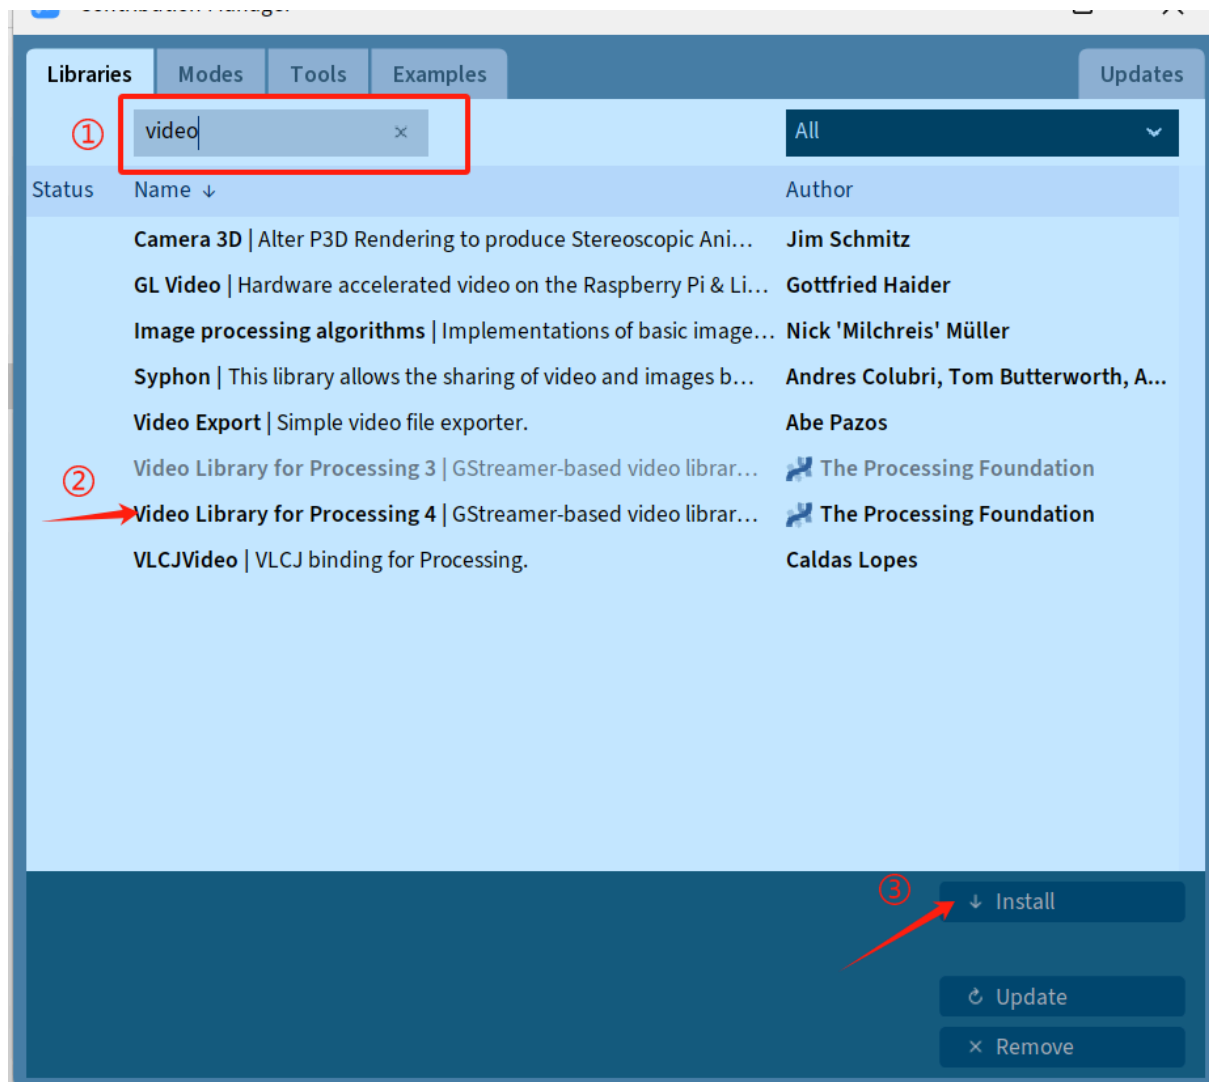 Libraries Modes Tools Examples Updates
① video × All
Status Name ↓ Author
Camera 3D | Alter P3D Rendering to produce Stereoscopic Ani... Jim Schmitz
GL Video | Hardware accelerated video on the Raspberry Pi & Li... Gottfried Haider
Image processing algorithms | Implementations of basic image... Nick 'Milchreis' Müller
Syphon | This library allows the sharing of video and images b... Andres Colubri, Tom Butterworth, A...
Video Export | Simple video file exporter. Abe Pazos
Video Library for Processing 3 | GStreamer-based video librar... The Processing Foundation
②
Video Library for Processing 4 | GStreamer-based video librar... The Processing Foundation
VLCJVideo | VLCJ binding for Processing. Caldas Lopes
③ ↓ Install
Update
× Remove